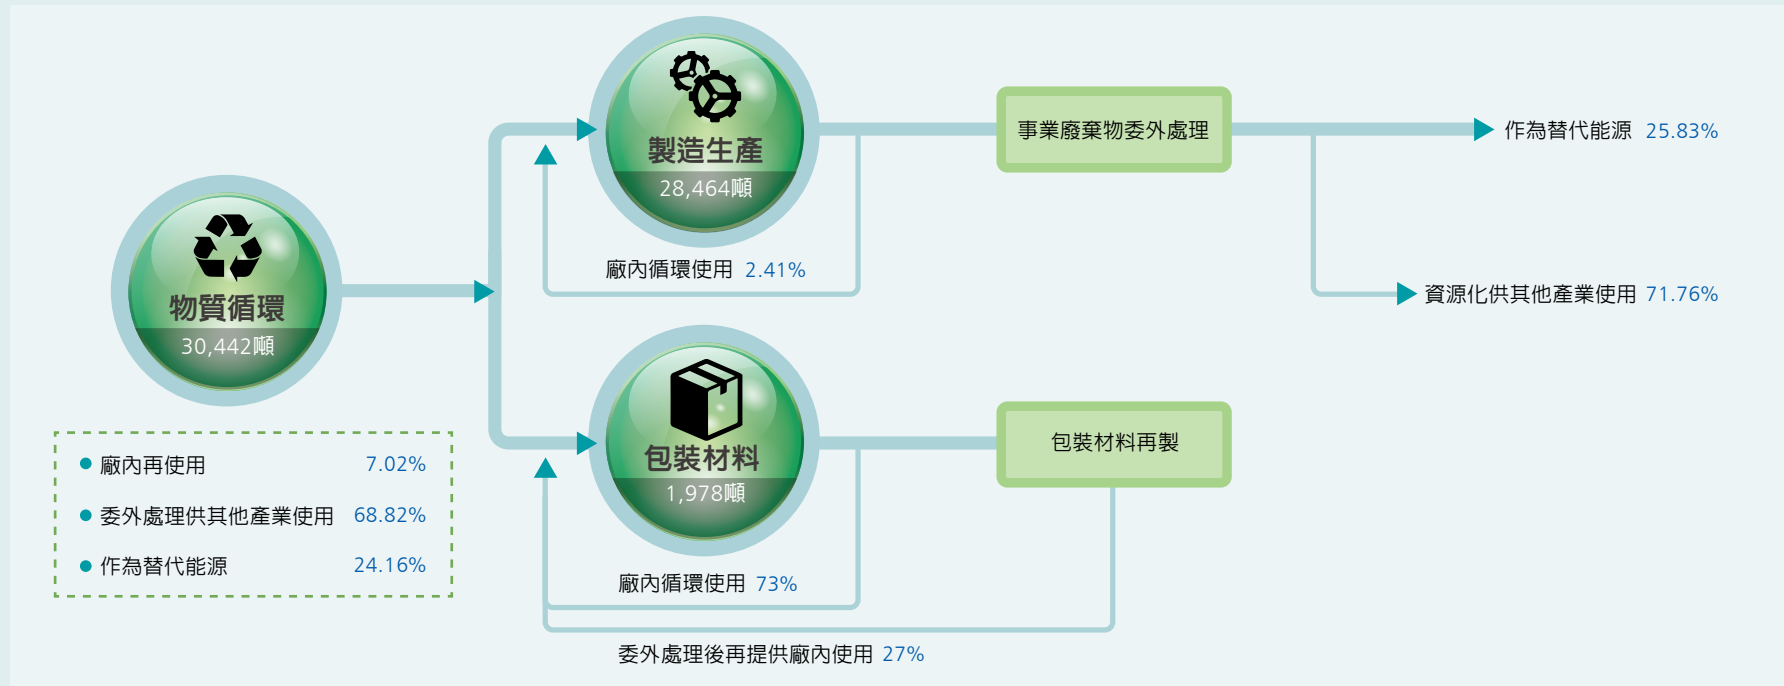 製造生產
28,464噸
事業廢棄物委外處理
作為替代能源 25.83%
廠內循環使用 2.41%
資源化供其他產業使用 71.76%
物質循環
30,442噸
廠內再使用 7.02%
委外處理供其他產業使用 68.82%
作為替代能源 24.16%
包裝材料
1,978噸
包裝材料再製
廠內循環使用 73%
委外處理後再提供廠內使用 27%